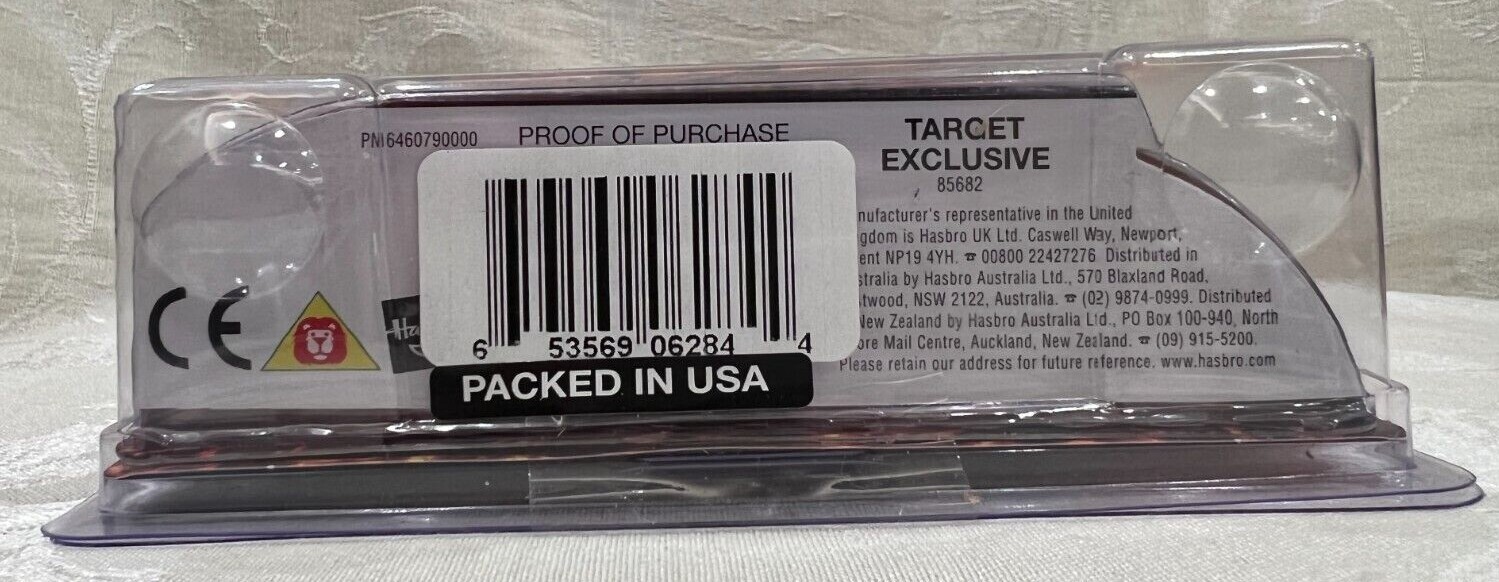 PN 6460790000
PROOF OF PURCHASE
6 53569 06284 4
PACKED IN USA
TARGET
EXCLUSIVE
85682
nufacturer's representative in the United
gdom is Hasbro UK Ltd. Caswell Way, Newport,
ent NP19 4YH. ☎ 00800 22427276 Distributed in
stralia by Hasbro Australia Ltd., 570 Blaxland Road,
twood, NSW 2122, Australia. ☎ (02) 9874-0999. Distributed
New Zealand by Hasbro Australia Ltd., PO Box 100-940, North
ore Mail Centre, Auckland, New Zealand. ☎ (09) 915-5200.
Please retain our address for future reference. www.hasbro.com
CE
Ha